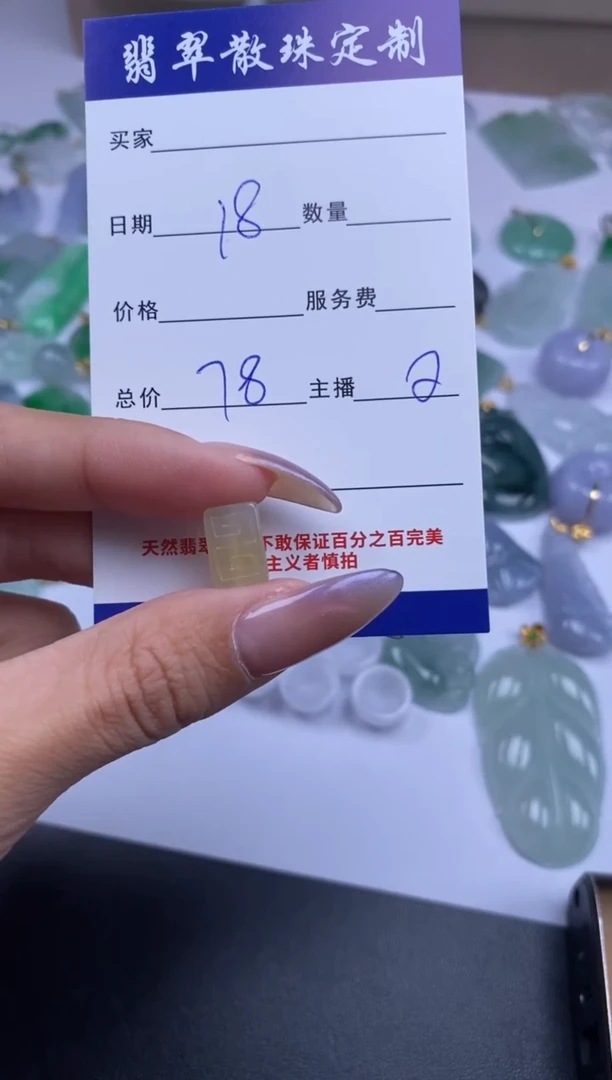 翡翠散珠定制
买家
日期 18 数量
价格 服务费
总价 78 主播 2
天然翡翠 不敢保证百分之百完美
主义者慎拍